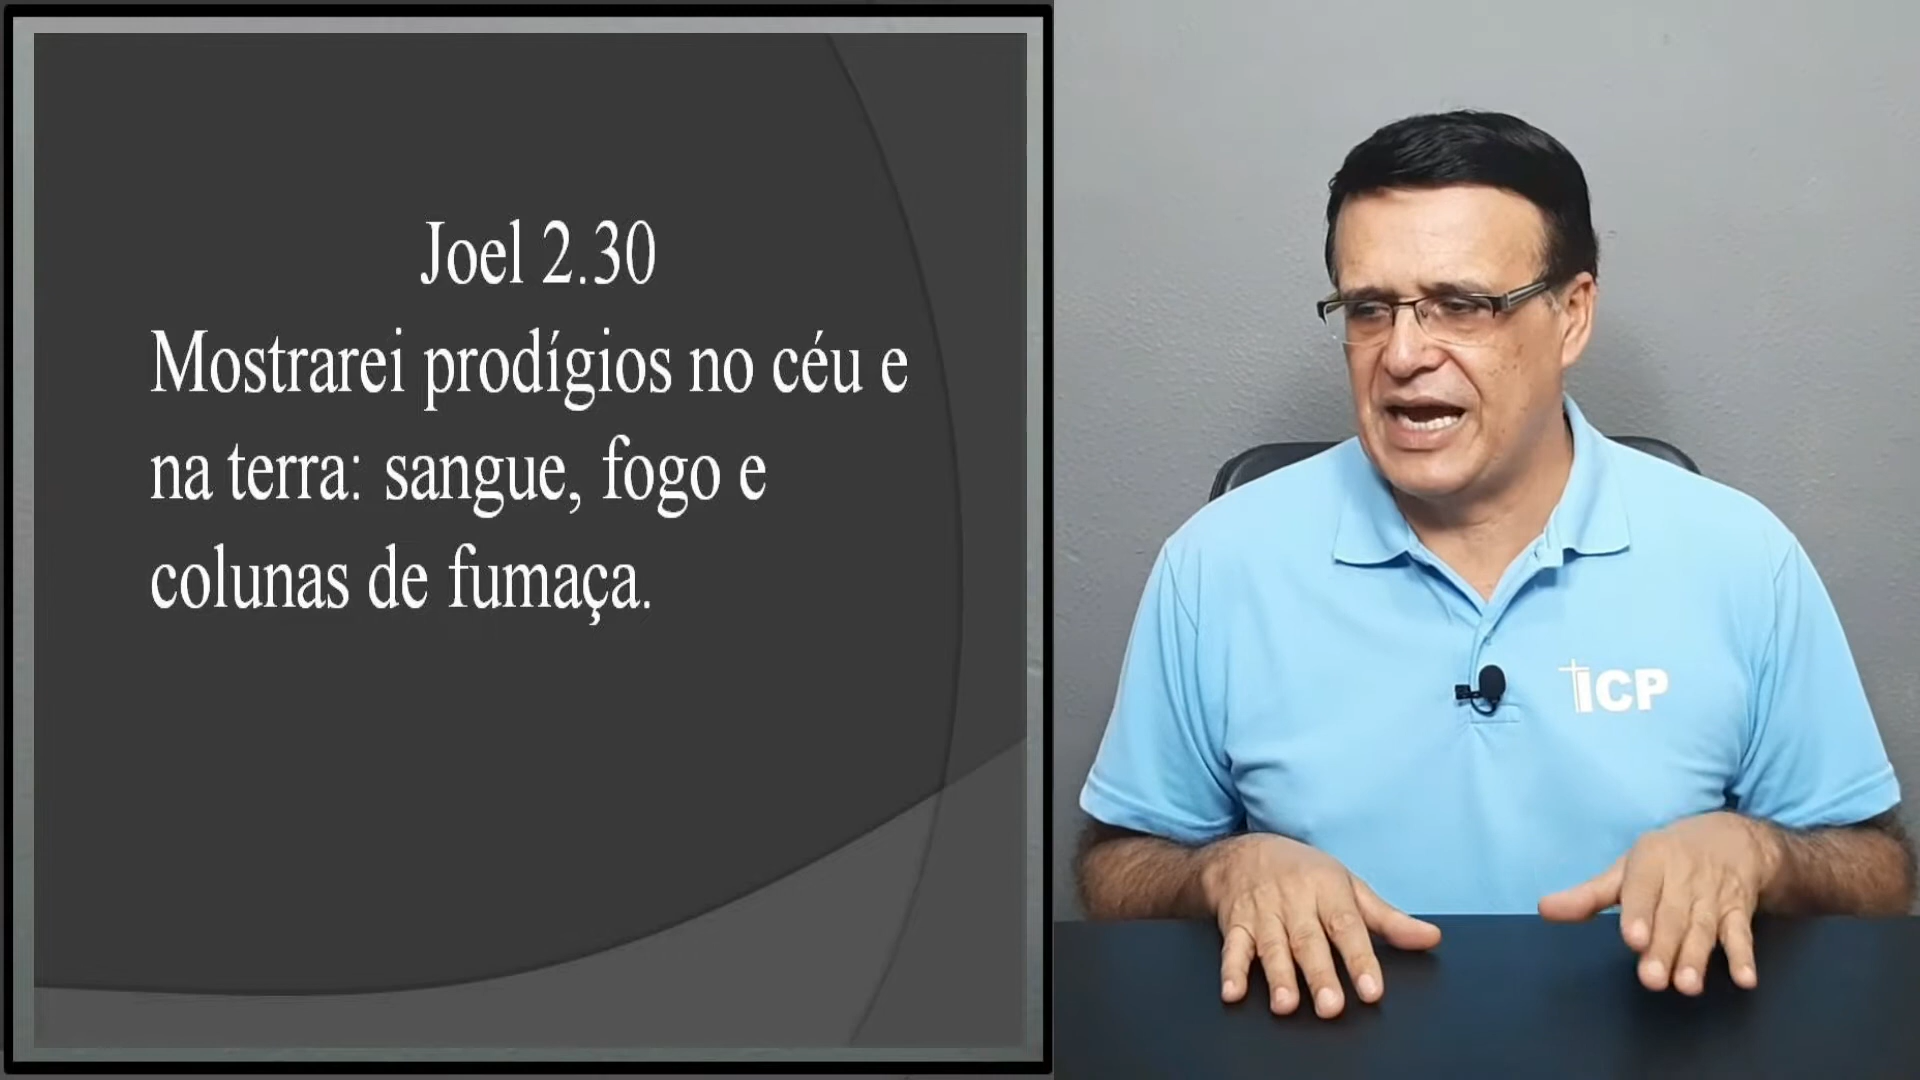 Joel 2.30
Mostrarei prodígios no céu e
na terra: sangue, fogo e
colunas de fumaça.
ICP